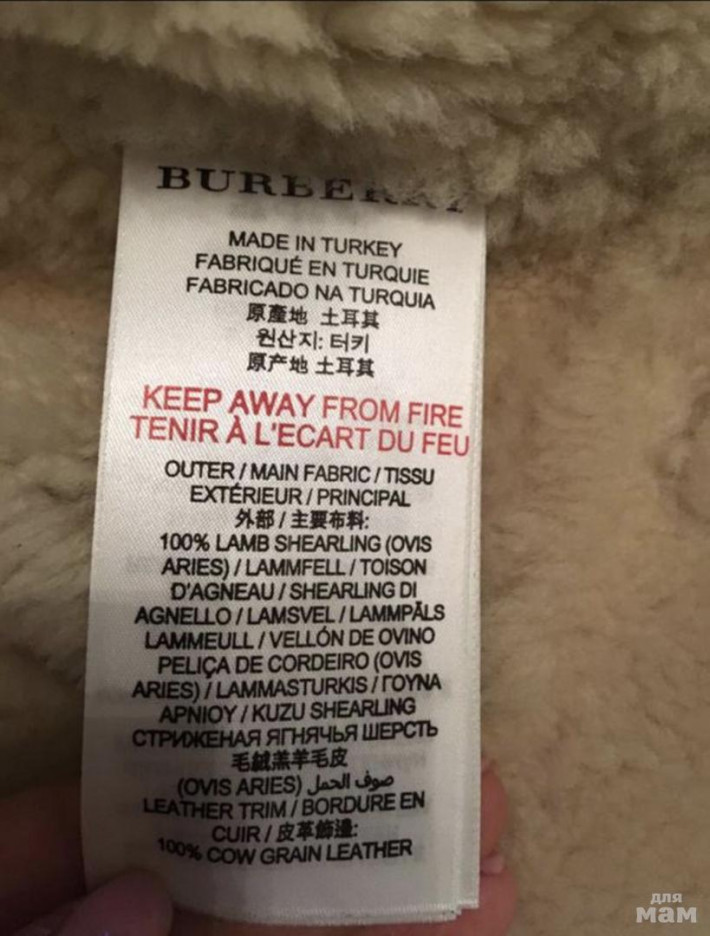 BURBERRY
MADE IN TURKEY
FABRIQUÉ EN TURQUIE
FABRICADO NA TURQUIA
原產地 土耳其
원산지: 터키
原产地 土耳其
KEEP AWAY FROM FIRE
TENIR À L'ECART DU FEU
OUTER / MAIN FABRIC / TISSU
EXTÉRIEUR / PRINCIPAL
外部 / 主要布料:
100% LAMB SHEARLING (OVIS
ARIES) / LAMMFELL / TOISON
D'AGNEAU / SHEARLING DI
AGNELLO / LAMSVEL / LAMMPÄLS
LAMMEULL / VELLÓN DE OVINO
PELIÇA DE CORDEIRO (OVIS
ARIES) / LAMMASTURKIS / ΓΟΥΝΑ
ΑΡΝΙΟΥ / KUZU SHEARLING
СТРИЖЕНАЯ ЯГНЯЧЬЯ ШЕРСТЬ
毛絨羔羊毛皮
(OVIS ARIES) صوف الحمل
LEATHER TRIM / BORDURE EN
CUIR / 皮革飾邊:
100% COW GRAIN LEATHER
для
мам